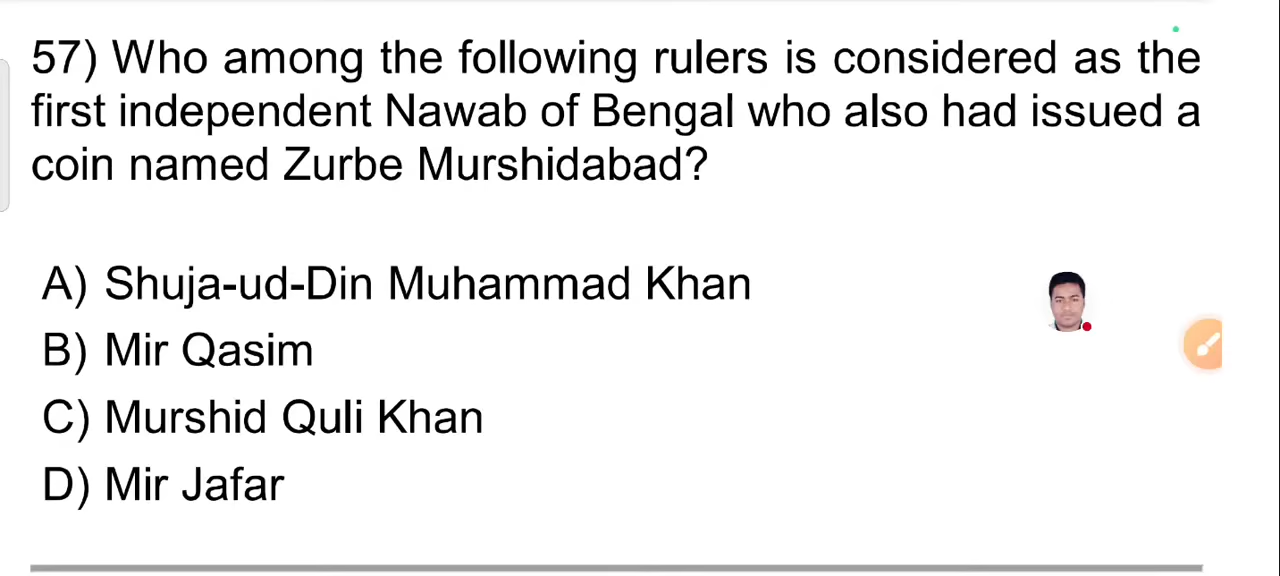 57) Who among the following rulers is considered as the
first independent Nawab of Bengal who also had issued a
coin named Zurbe Murshidabad?
A) Shuja-ud-Din Muhammad Khan
B) Mir Qasim
C) Murshid Quli Khan
D) Mir Jafar